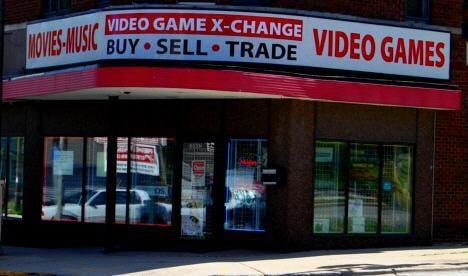 MOVIES-MUSIC
VIDEO GAME X-CHANGE
BUY • SELL • TRADE
VIDEO GAMES